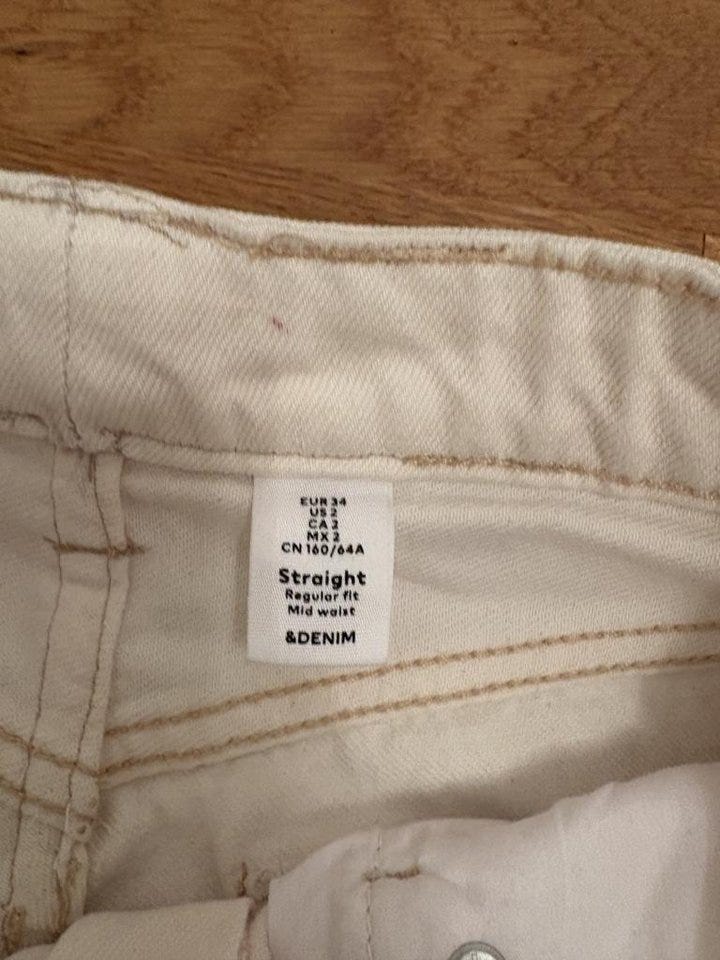 EUR 34
US 2
CA 2
MX 2
CN 160/64A
Straight
Regular fit
Mid waist
&DENIM